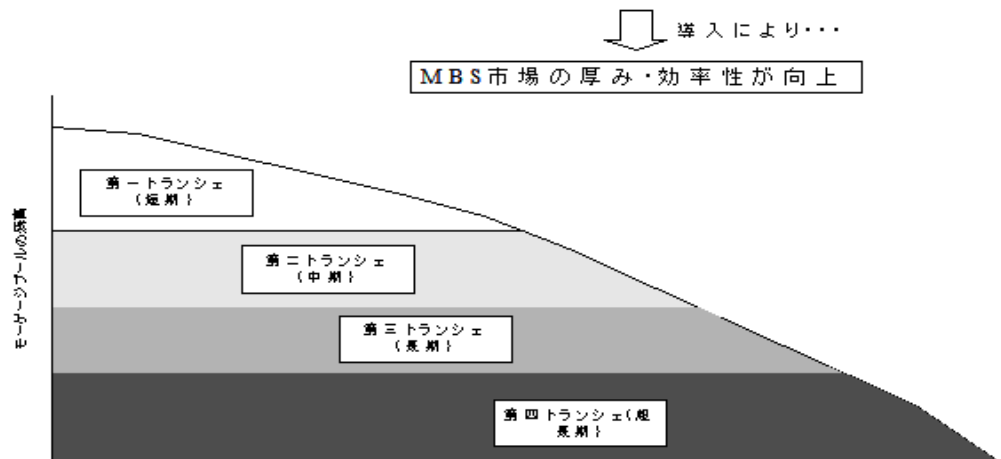 導入により・・・
MBS市場の厚み・効率性が向上
第一トランシェ
(短期)
第二トランシェ
(中期)
第三トランシェ
(長期)
第四トランシェ(超
長期)
モーゲージプールの残高